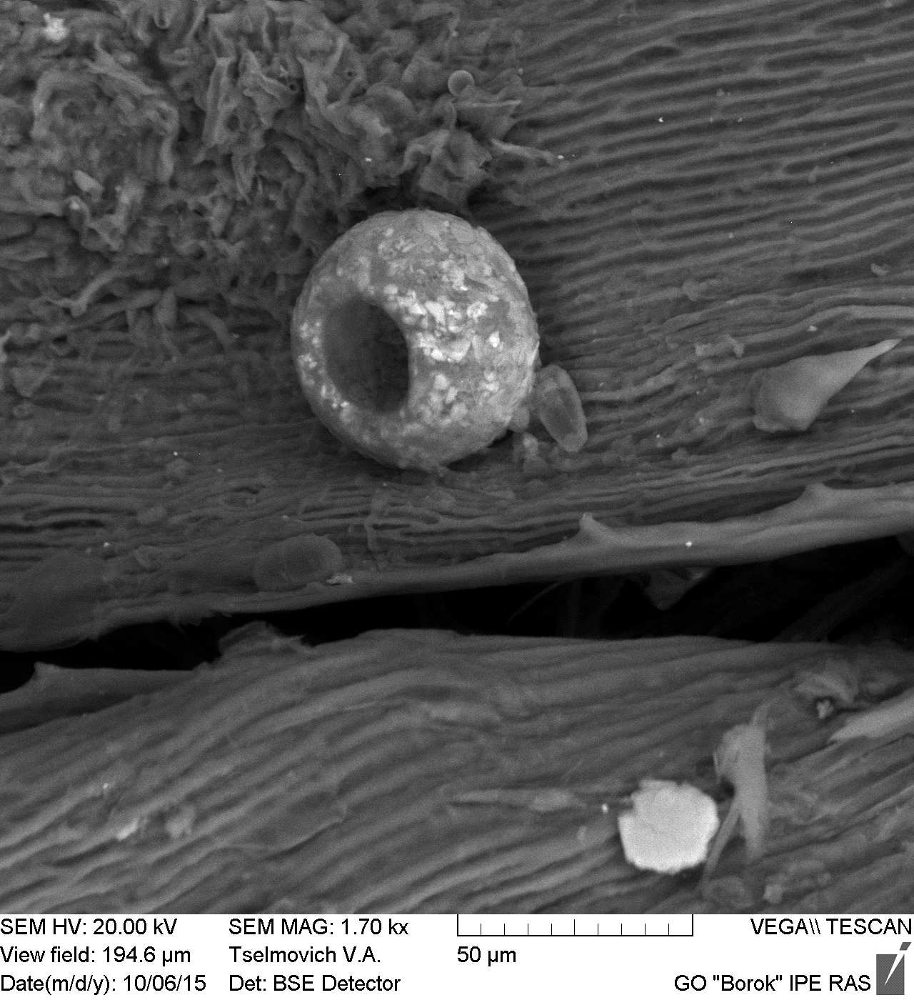 SEM HV: 20.00 kV SEM MAG: 1.70 kx VEGA\\ TESCAN
View field: 194.6 µm Tselmovich V.A. 50 µm
Date(m/d/y): 10/06/15 Det: BSE Detector GO "Borok" IPE RAS